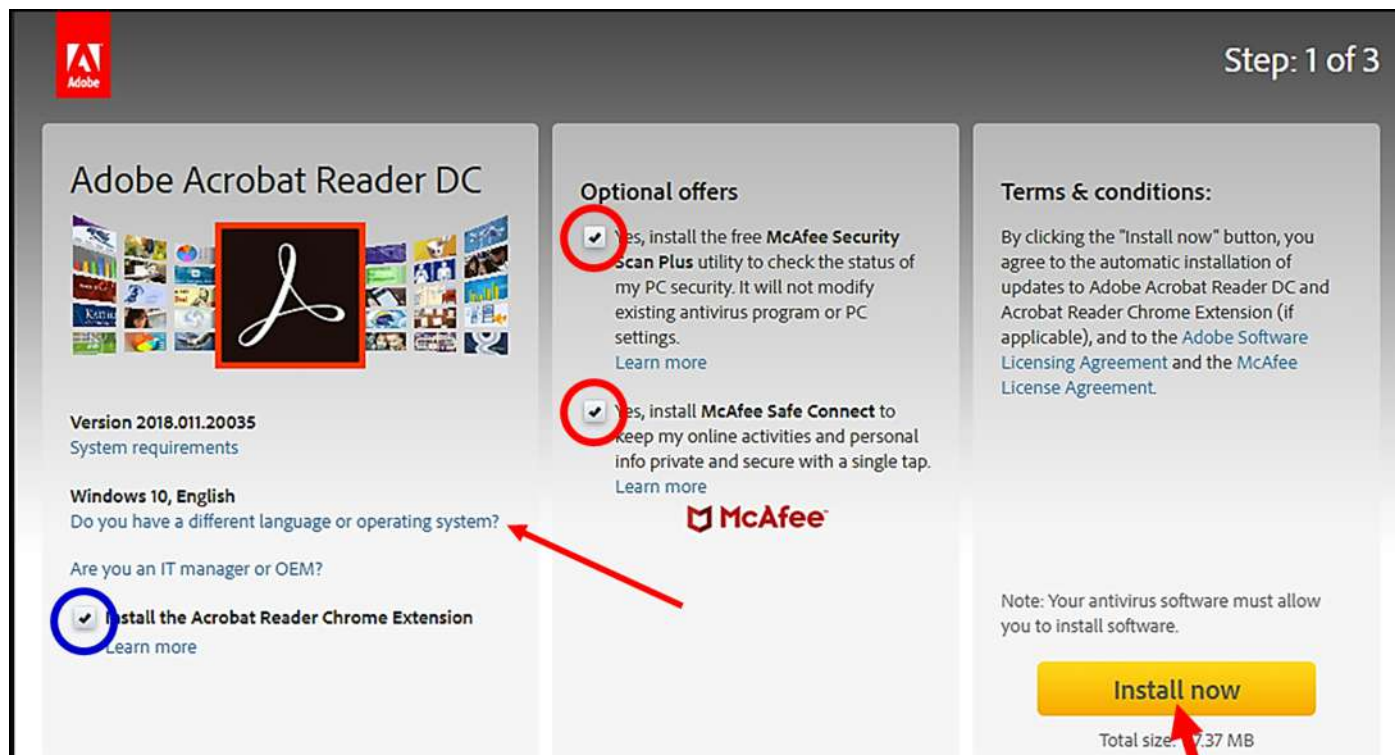 Adobe
Step: 1 of 3
Adobe Acrobat Reader DC
Version 2018.011.20035
System requirements
Windows 10, English
Do you have a different language or operating system?
Are you an IT manager or OEM?
Install the Acrobat Reader Chrome Extension
Learn more
Optional offers
Yes, install the free McAfee Security
Scan Plus utility to check the status of
my PC security. It will not modify
existing antivirus program or PC
settings.
Learn more
Yes, install McAfee Safe Connect to
keep my online activities and personal
info private and secure with a single tap.
Learn more
McAfee
Terms & conditions:
By clicking the "Install now" button, you
agree to the automatic installation of
updates to Adobe Acrobat Reader DC and
Acrobat Reader Chrome Extension (if
applicable), and to the Adobe Software
Licensing Agreement and the McAfee
License Agreement.
Note: Your antivirus software must allow
you to install software.
Install now
Total size: 7.37 MB